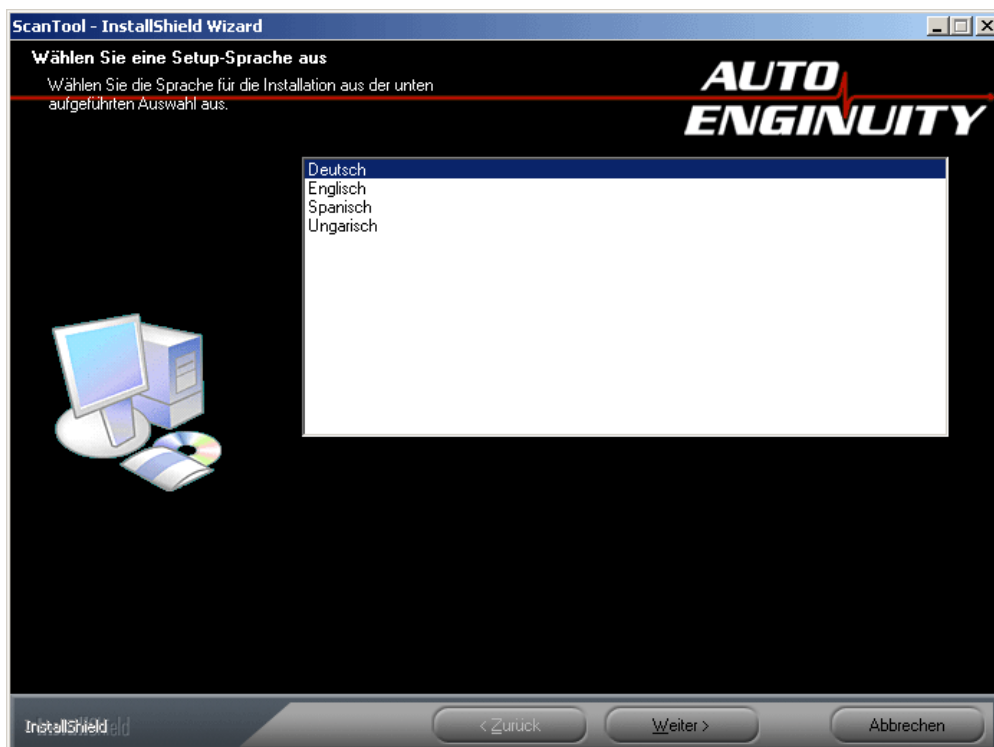 ScanTool - InstallShield Wizard
Wählen Sie eine Setup-Sprache aus
Wählen Sie die Sprache für die Installation aus der unten
aufgeführten Auswahl aus.
AUTO
ENGINUITY
Deutsch
Englisch
Spanisch
Ungarisch
InstallShield
< Zurück
Weiter >
Abbrechen